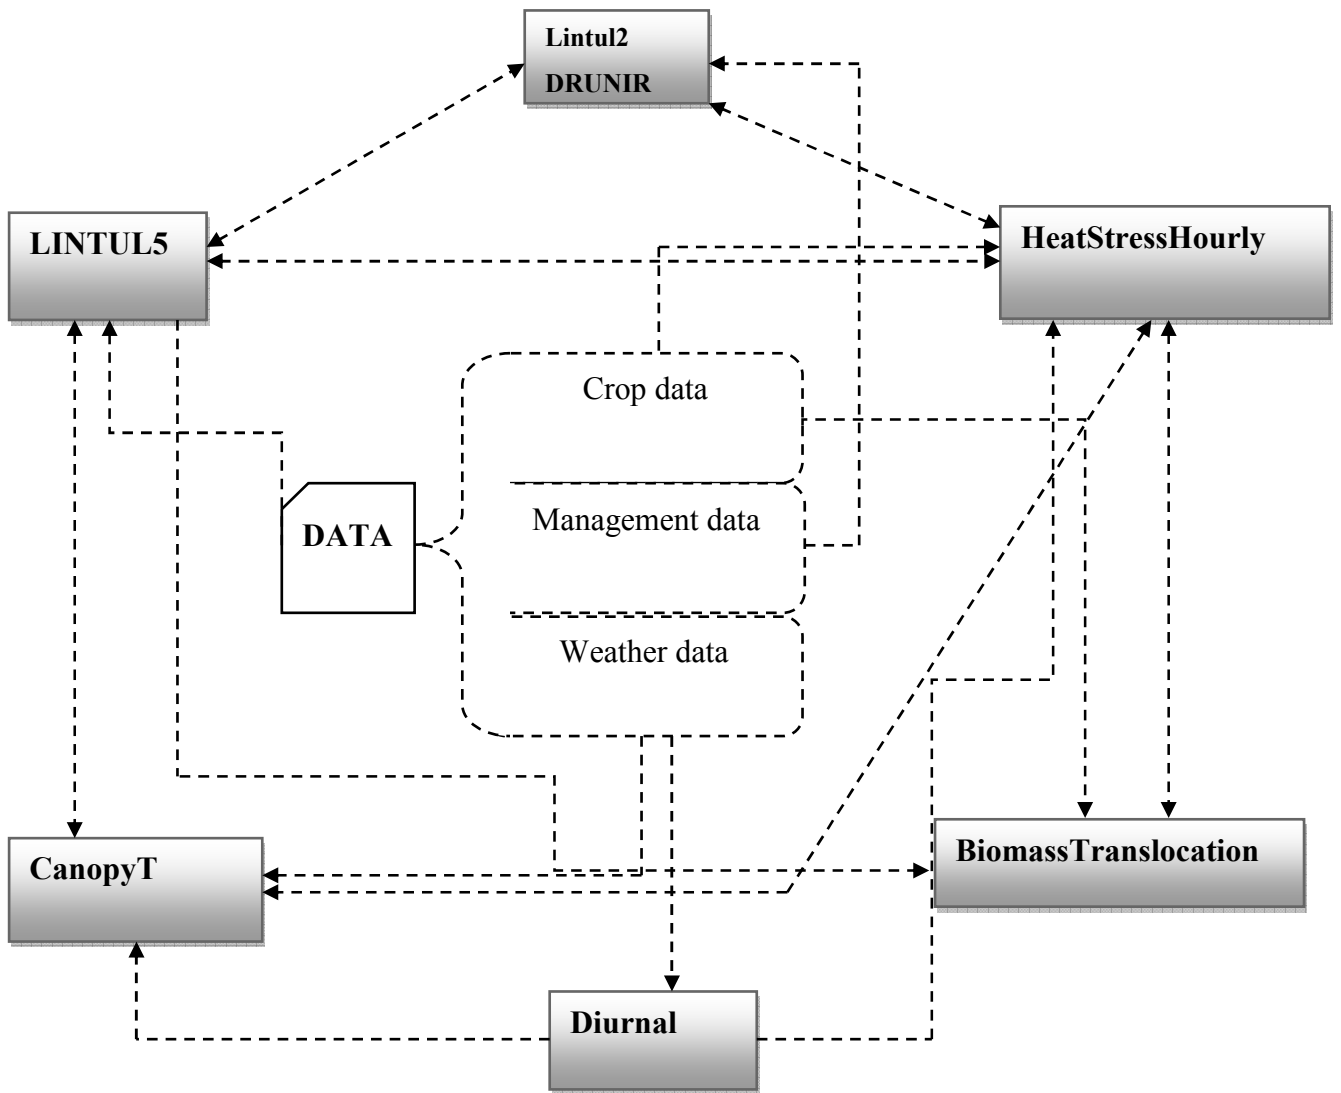 Lintul2
DRUNIR
LINTUL5
HeatStressHourly
Crop data
DATA
Management data
Weather data
CanopyT
BiomassTranslocation
Diurnal